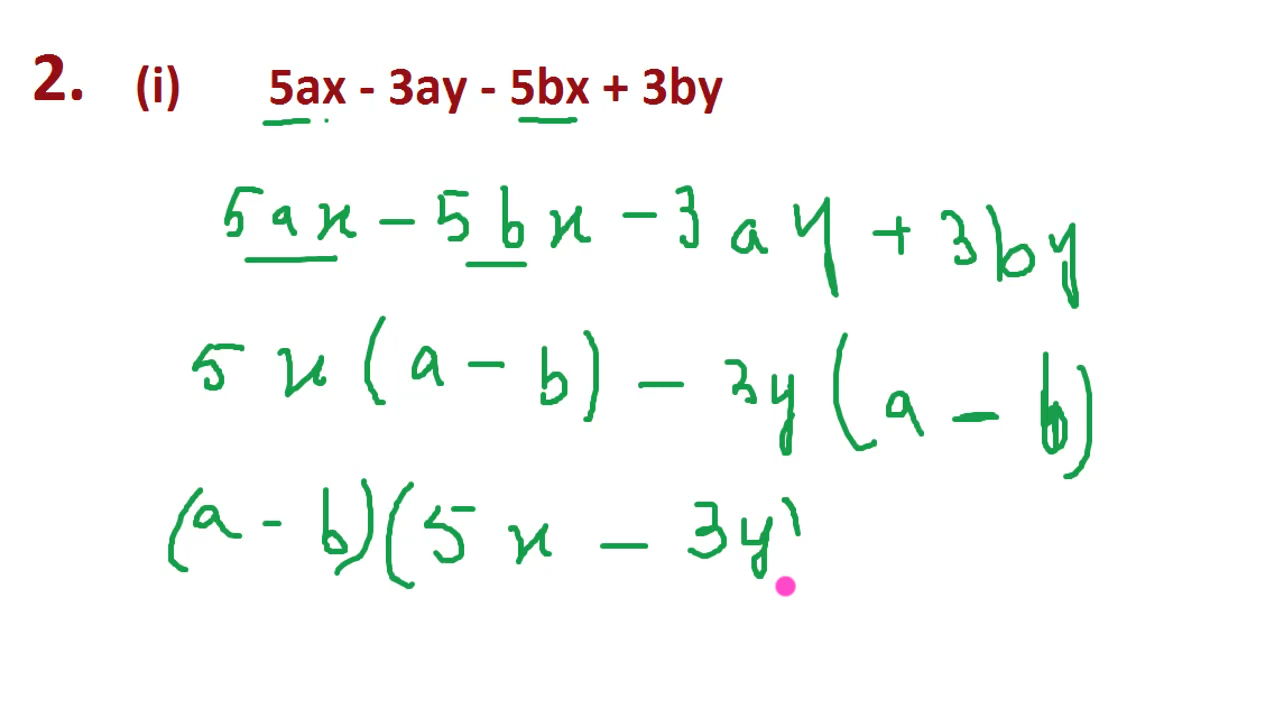 2. (i) 5ax - 3ay - 5bx + 3by
5ax - 5bx - 3ay + 3by
5x(a - b) - 3y(a - b)
(a - b)(5x - 3y)